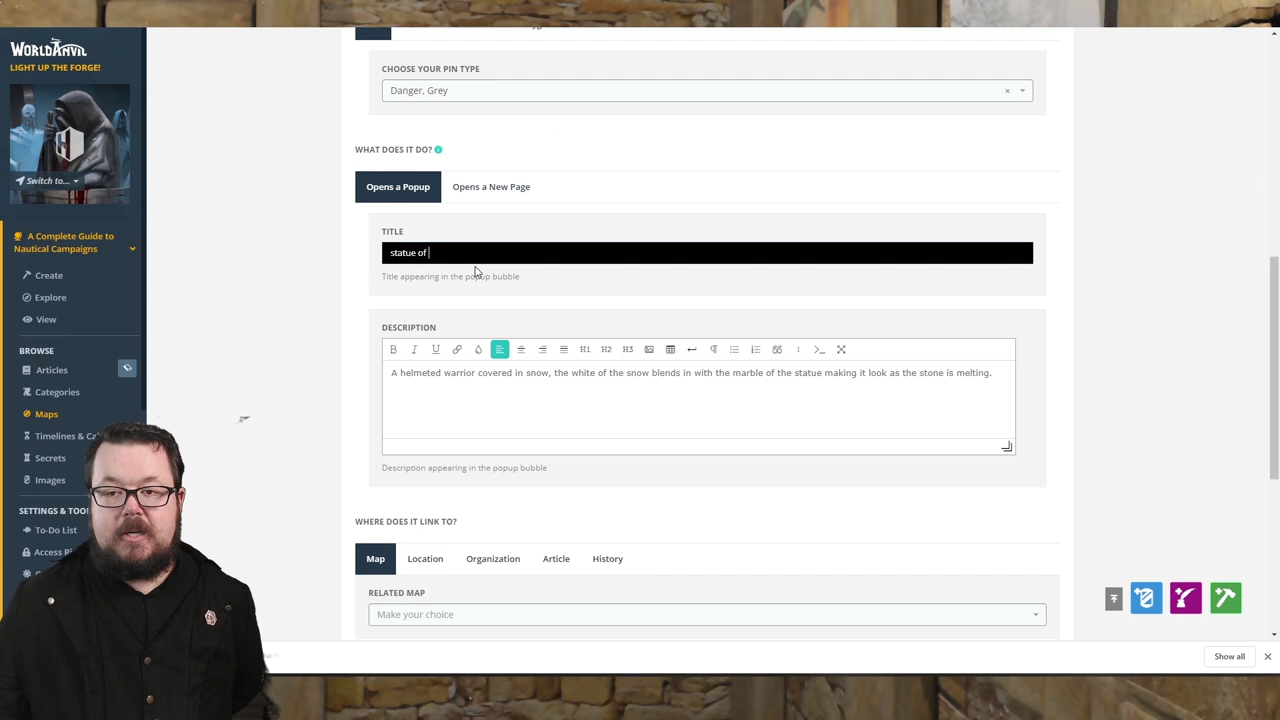 WORLDANVIL
LIGHT UP THE FORGE!
Switch to...
A Complete Guide to
Nautical Campaigns
Create
Explore
View
BROWSE
Articles
Categories
Maps
Timelines & Ca
Secrets
Images
SETTINGS & TOO
To-Do List
Access Ri
CHOOSE YOUR PIN TYPE
Danger, Grey
×
WHAT DOES IT DO?
Opens a Popup
Opens a New Page
TITLE
statue of
Title appearing in the popup bubble
DESCRIPTION
B I U H1 H2 H3
A helmeted warrior covered in snow, the white of the snow blends in with the marble of the statue making it look as the stone is melting.
Description appearing in the popup bubble
WHERE DOES IT LINK TO?
Map
Location
Organization
Article
History
RELATED MAP
Make your choice
Show all